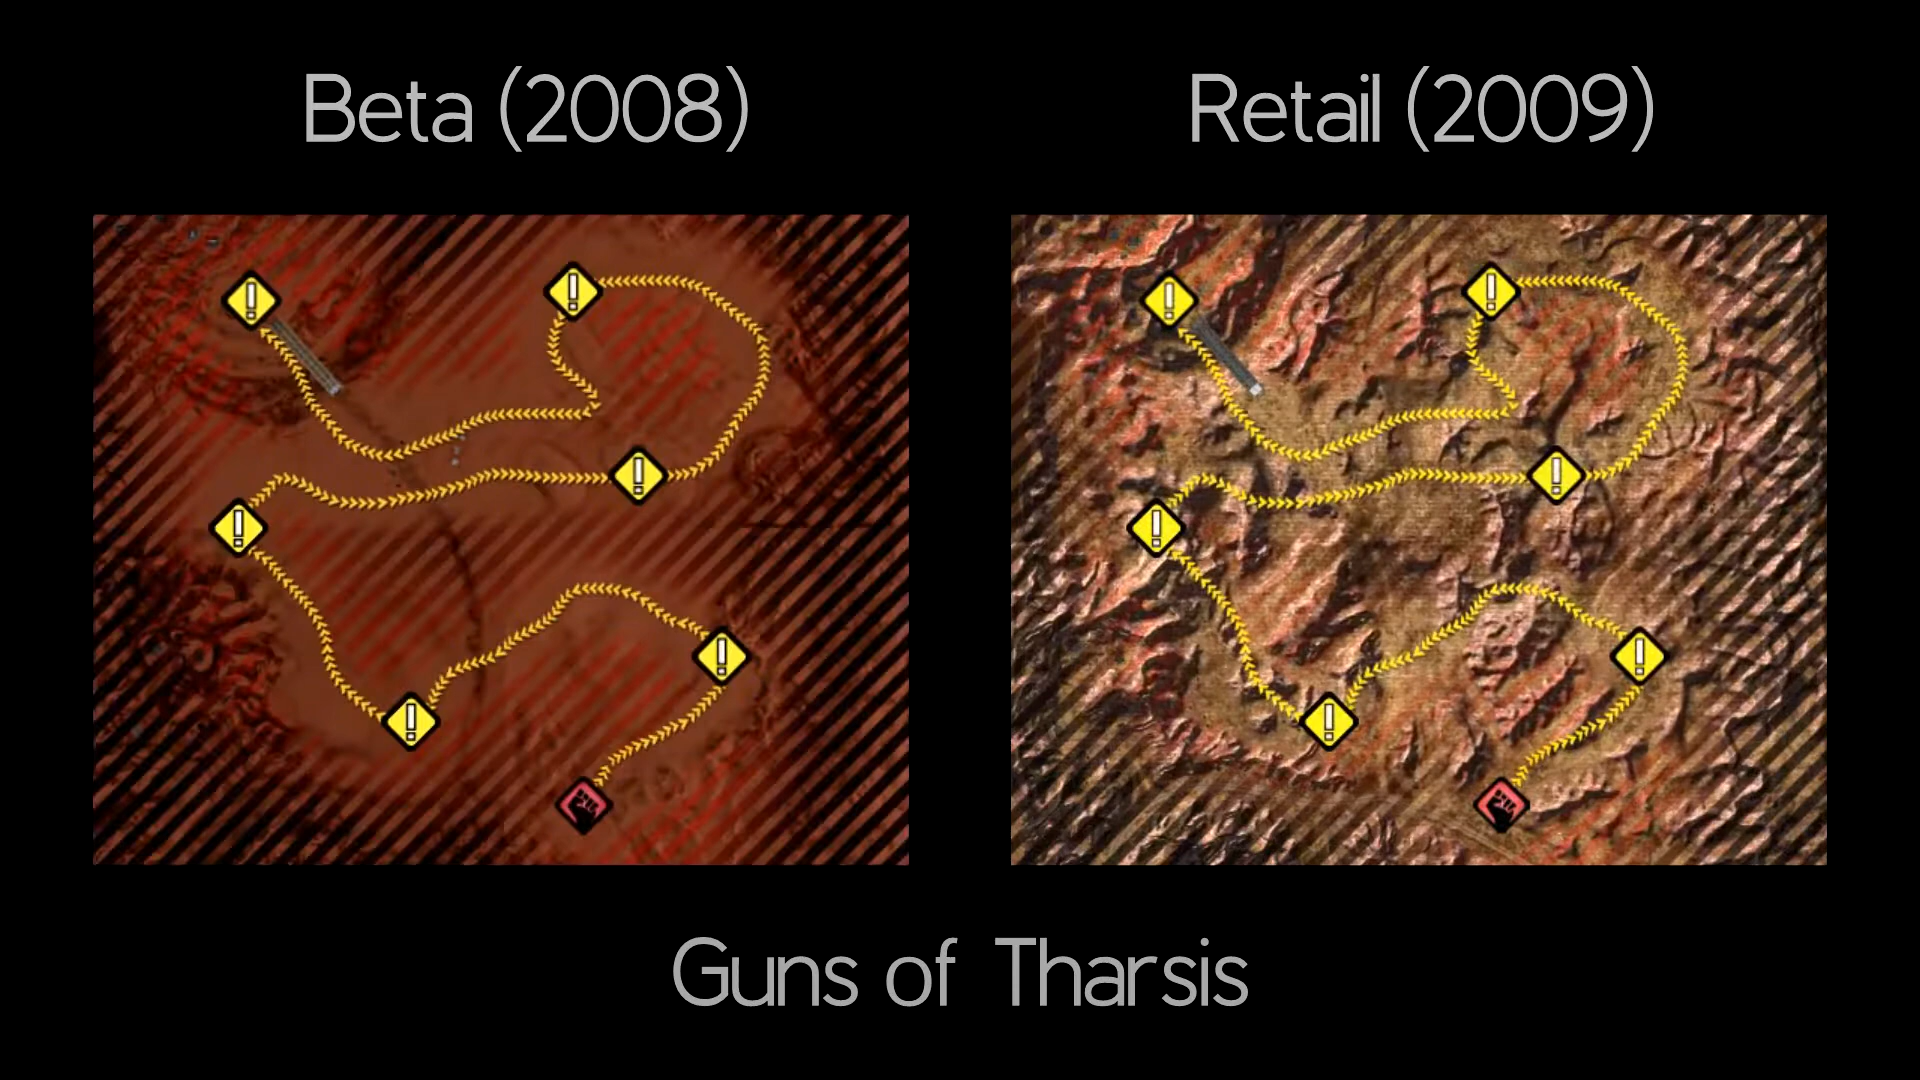 Beta (2008)
Retail (2009)
Guns of Tharsis